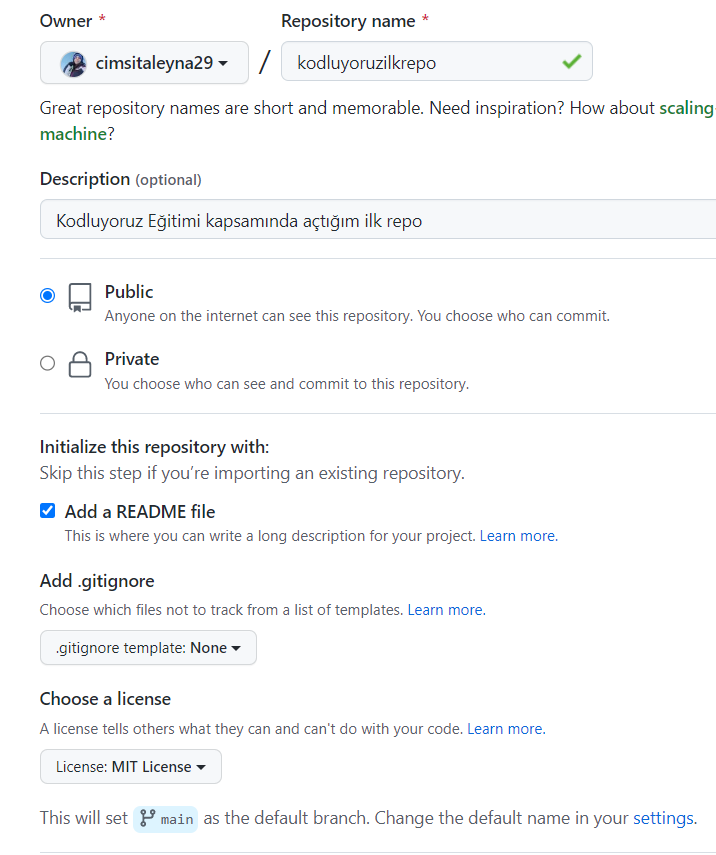 Owner * Repository name *
cimsitaleyna29 / kodluyoruzilkrepo
Great repository names are short and memorable. Need inspiration? How about scaling-
machine?
Description (optional)
Kodluyoruz Eğitimi kapsamında açtığım ilk repo
Public
Anyone on the internet can see this repository. You choose who can commit.
Private
You choose who can see and commit to this repository.
Initialize this repository with:
Skip this step if you’re importing an existing repository.
Add a README file
This is where you can write a long description for your project. Learn more.
Add .gitignore
Choose which files not to track from a list of templates. Learn more.
.gitignore template: None
Choose a license
A license tells others what they can and can't do with your code. Learn more.
License: MIT License
This will set main as the default branch. Change the default name in your settings.